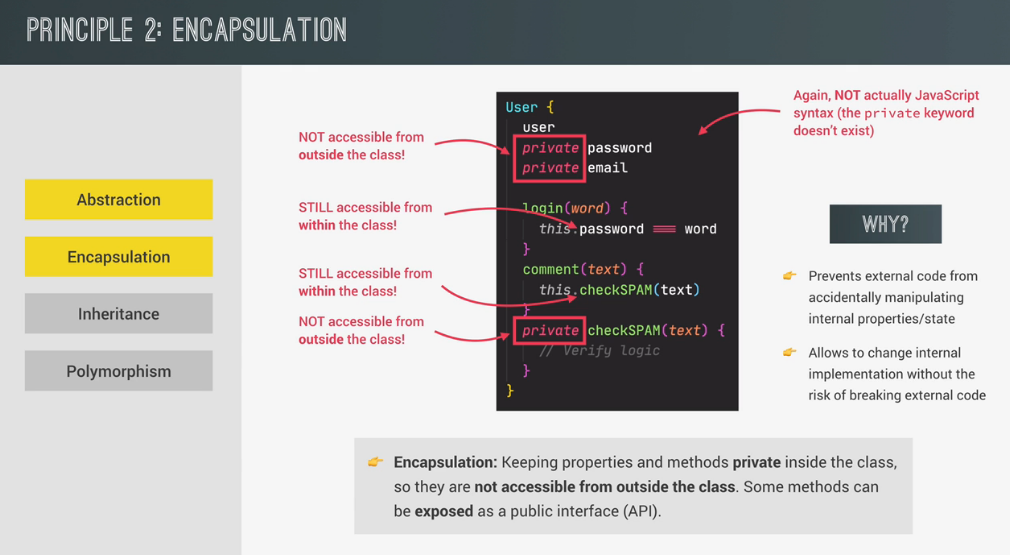 PRINCIPLE 2: ENCAPSULATION
Abstraction
Encapsulation
Inheritance
Polymorphism
NOT accessible from
outside the class!
STILL accessible from
within the class!
STILL accessible from
within the class!
NOT accessible from
outside the class!
User {
user
private password
private email
login(word) {
this.password === word
}
comment(text) {
this.checkSPAM(text)
}
private checkSPAM(text) {
// Verify logic
}
}
Again, NOT actually JavaScript
syntax (the private keyword
doesn't exist)
WHY?
👉 Prevents external code from
accidentally manipulating
internal properties/state
👉 Allows to change internal
implementation without the
risk of breaking external code
👉 Encapsulation: Keeping properties and methods private inside the class,
so they are not accessible from outside the class. Some methods can
be exposed as a public interface (API).